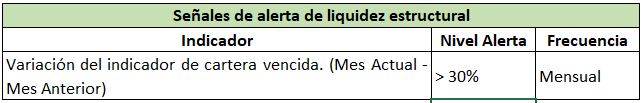 Señales de alerta de liquidez estructural
Indicador Nivel Alerta Frecuencia
Variación del indicador de cartera vencida. (Mes Actual -
Mes Anterior) > 30% Mensual